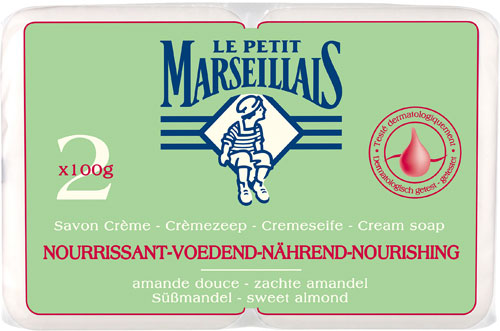 LE PETIT
MARSEILLAIS
2
x100g
Testé dermatologiquement •
Dermatologisch getest - getestet
Savon Crème - Crèmezeep - Cremeseife - Cream soap
NOURRISSANT-VOEDEND-NÄHREND-NOURISHING
amande douce - zachte amandel
Süßmandel - sweet almond